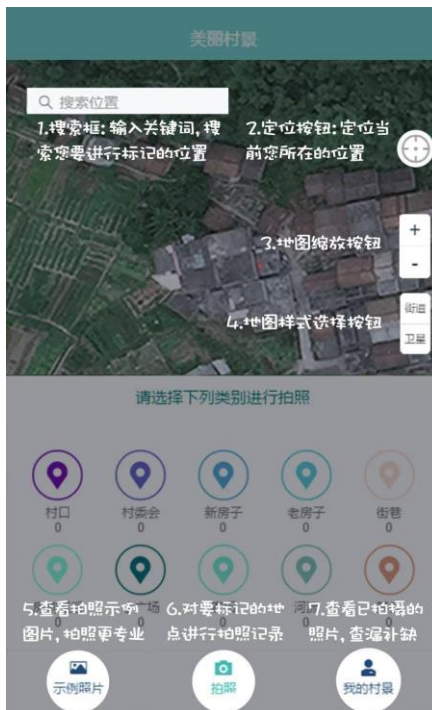 美丽村景
搜索位置
1.搜索框:输入关键词,搜
索您要进行标记的位置
2.定位按钮:定位当
前您所在的位置
3.地图缩放按钮
+
-
4.地图样式选择按钮
街道
卫星
请选择下列类别进行拍照
村口
0
村委会
0
新房子
0
老房子
0
街巷
0
5.查看拍照示例
图片,拍照更专业
6.对要标记的地
点进行拍照记录
7.查看已拍摄的
照片,查漏补缺
示例照片
拍照
我的村景